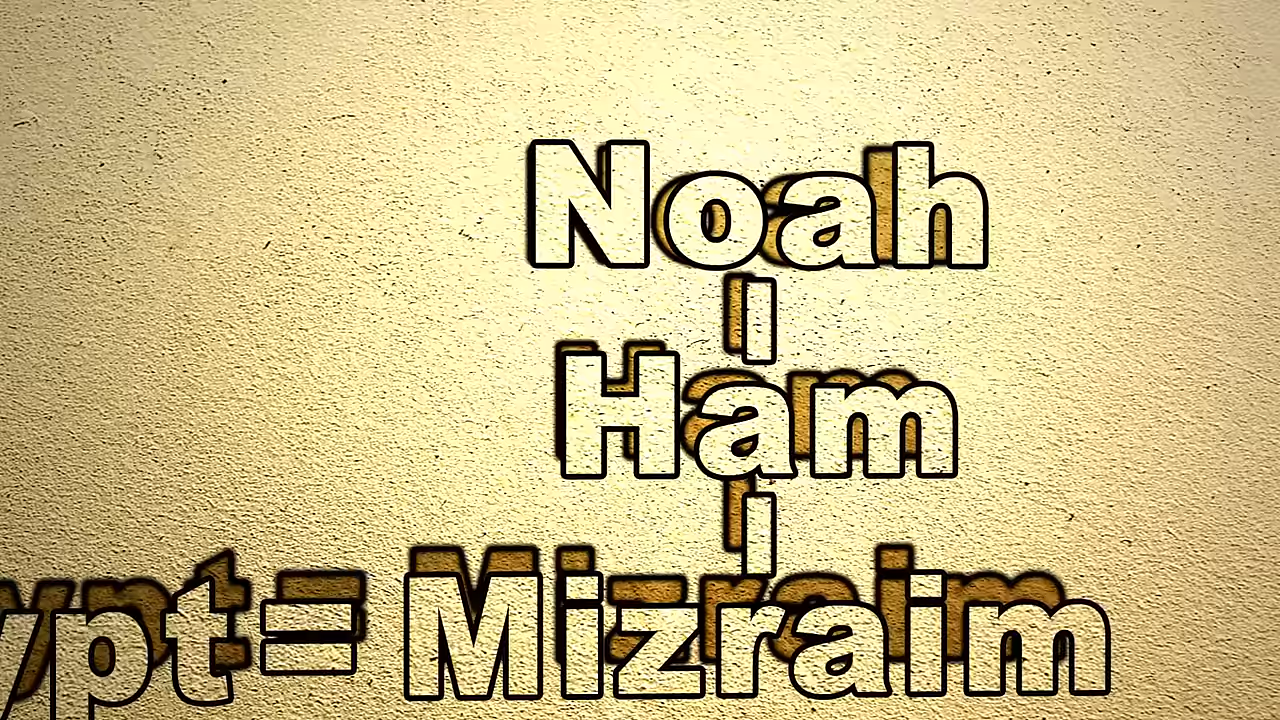 Noah
|
Ham
|
ypt = Mizraim